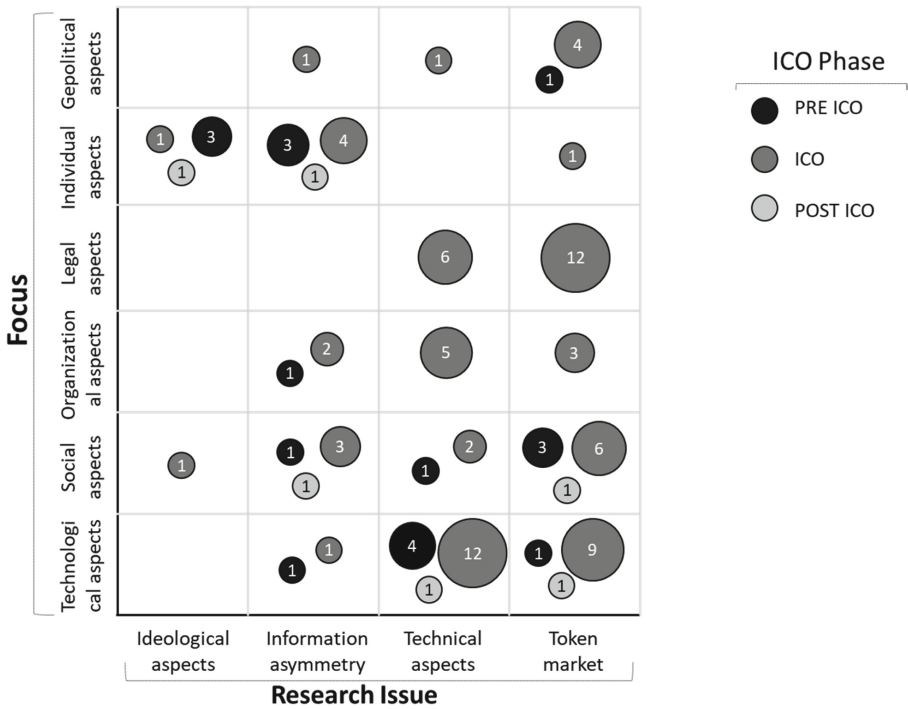 Focus
Gepolitical
aspects
1
1
4
1
Individual
aspects
1
3
1
3
4
1
1
Legal
aspects
6
12
Organization
al aspects
2
1
5
3
Social
aspects
1
1
3
1
2
1
3
6
1
Technologi
cal aspects
1
1
4
12
1
1
9
1
Ideological
aspects
Information
asymmetry
Technical
aspects
Token
market
Research Issue
ICO Phase
PRE ICO
ICO
POST ICO